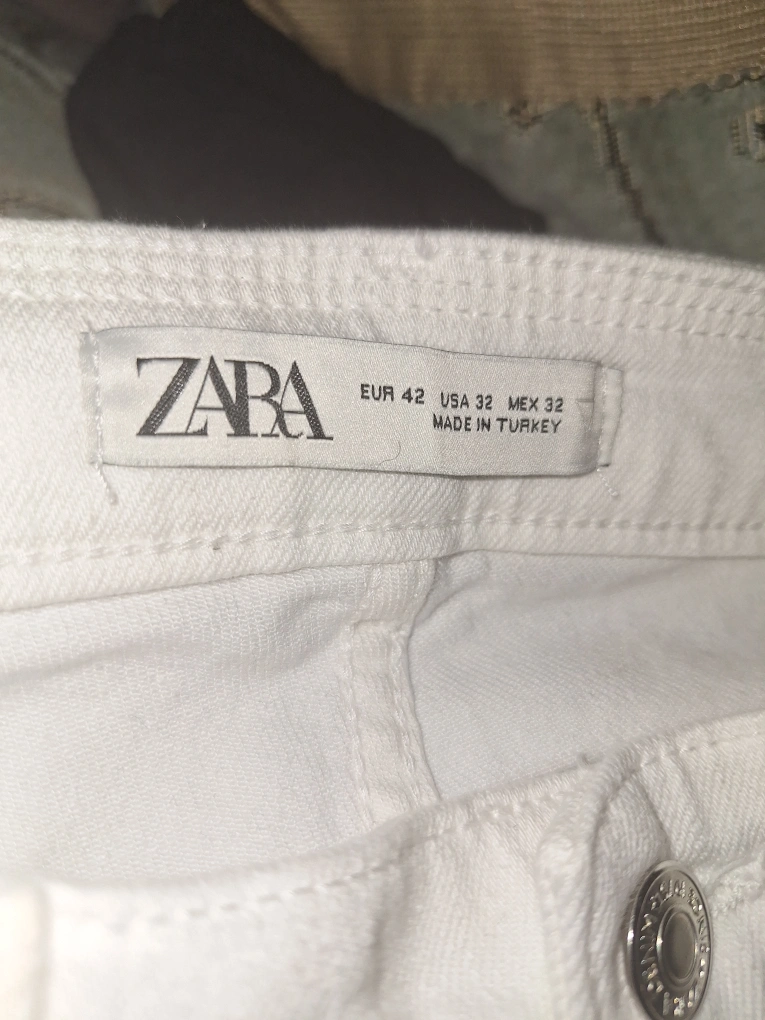 ZARA
EUR 42 USA 32 MEX 32
MADE IN TURKEY